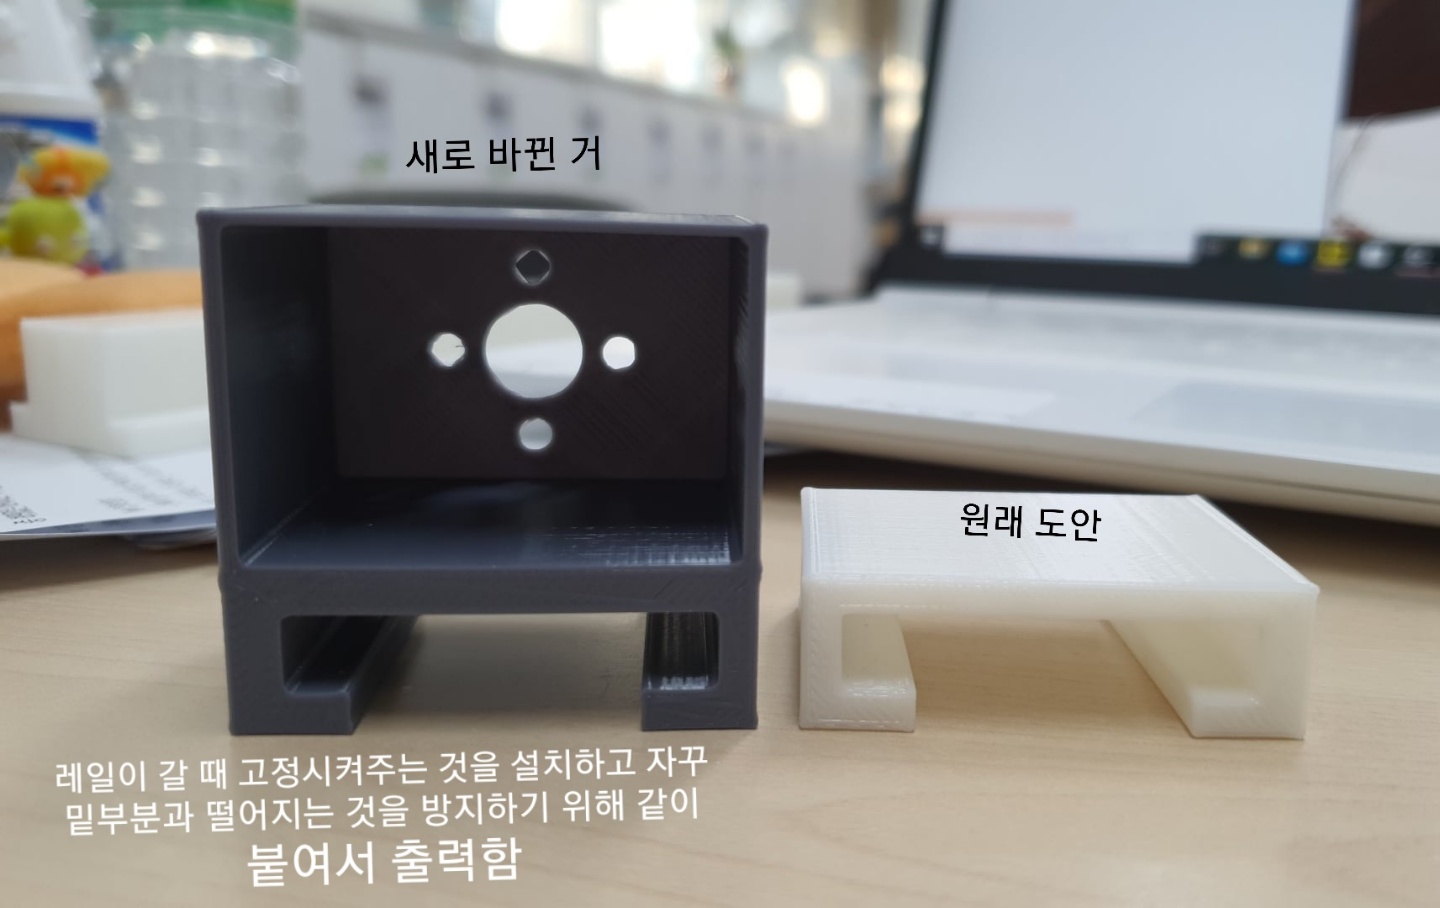 새로 바뀐 거
원래 도안
레일이 갈 때 고정시켜주는 것을 설치하고 자꾸
밑부분과 떨어지는 것을 방지하기 위해 같이
붙여서 출력함